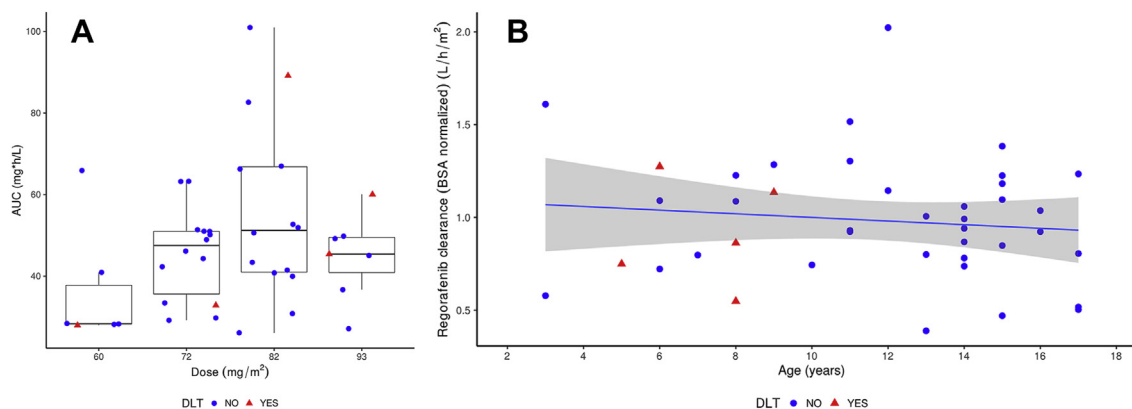 A
AUC (mg*h/L)
100
80
60
40
60
72
82
93
Dose (mg/m²)
DLT NO YES
B
Regorafenib clearance (BSA normalized) (L/h/m²)
2.0
1.5
1.0
0.5
2
4
6
8
10
12
14
16
18
Age (years)
DLT NO YES